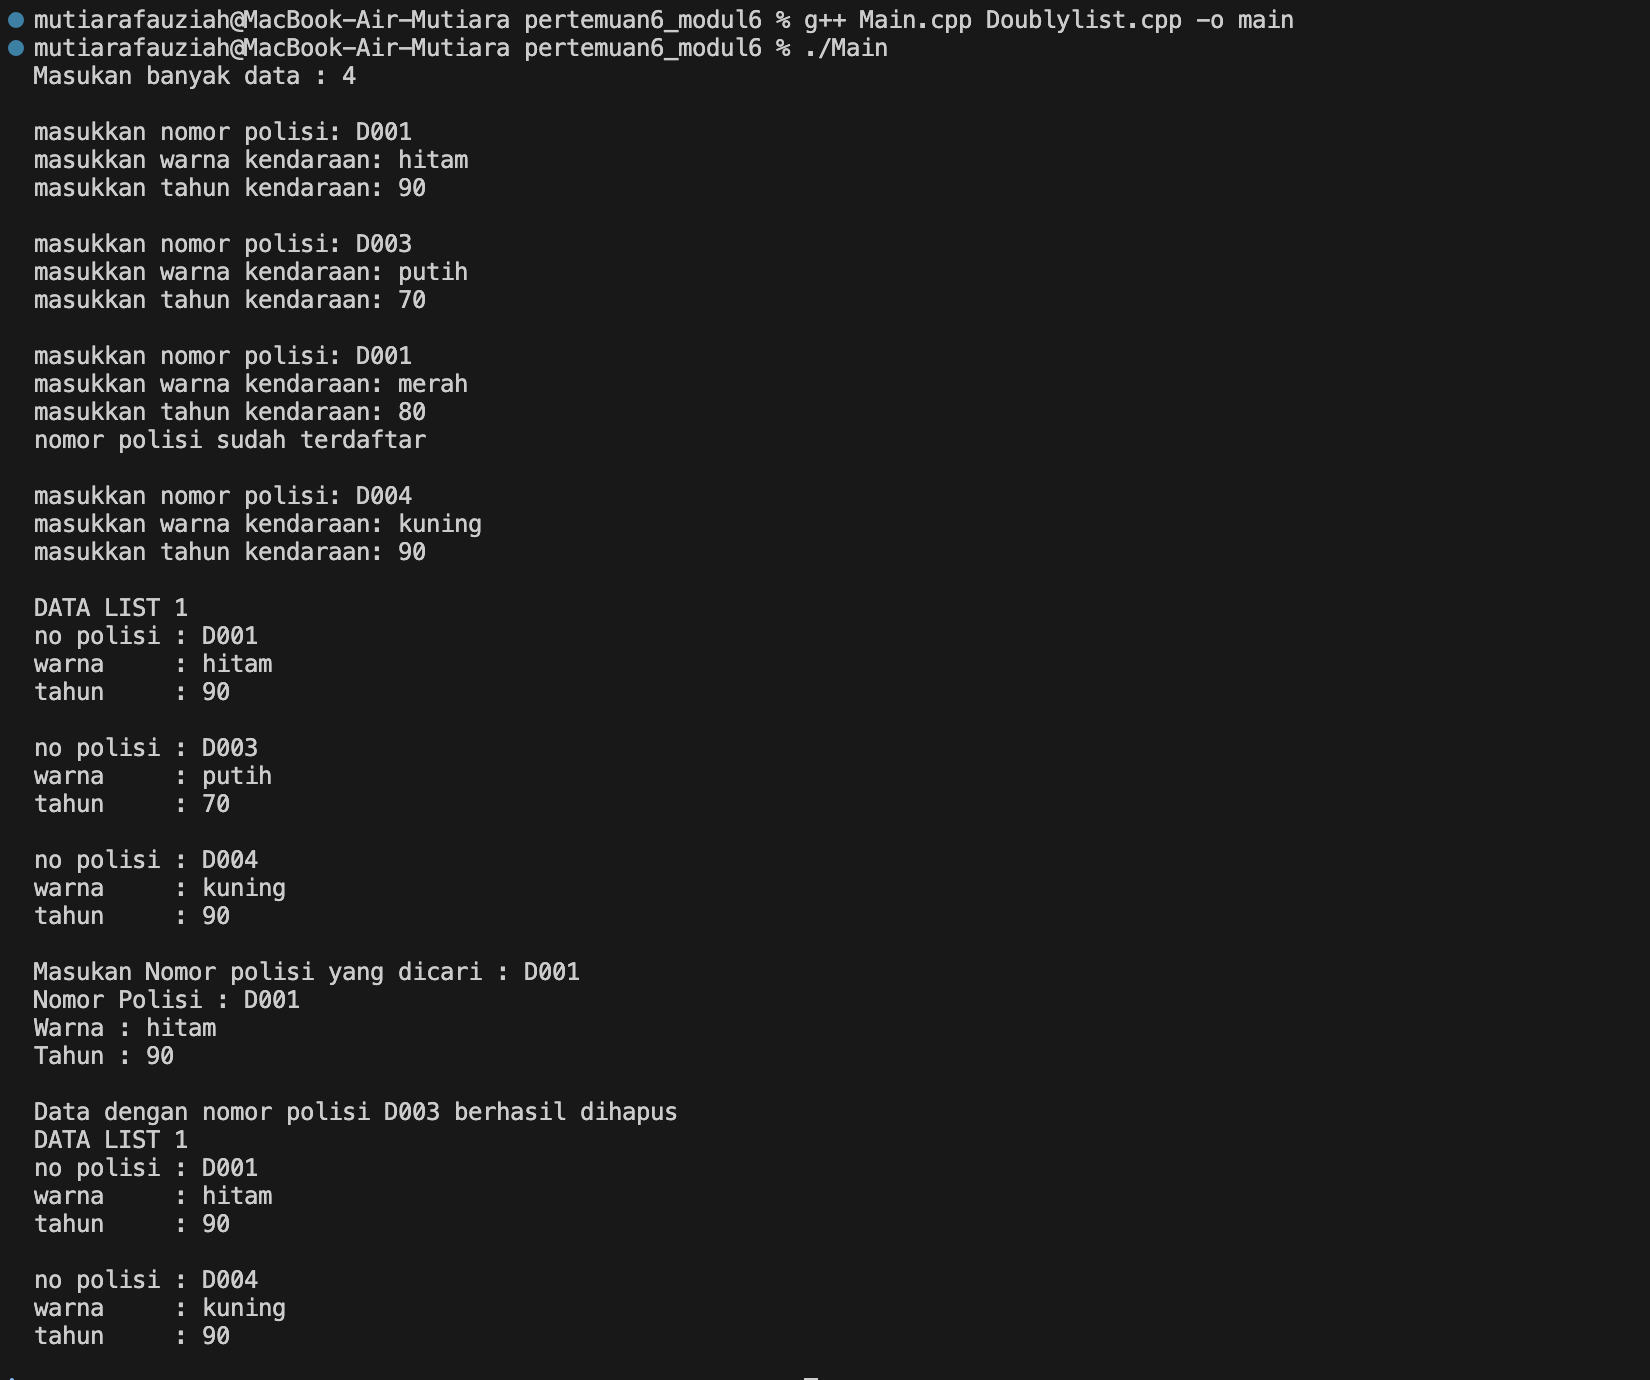 mutiarafauziah@MacBook-Air-Mutiara pertemuan6_modul6 % g++ Main.cpp Doublylist.cpp -o main
mutiarafauziah@MacBook-Air-Mutiara pertemuan6_modul6 % ./Main
Masukan banyak data : 4

masukkan nomor polisi: D001
masukkan warna kendaraan: hitam
masukkan tahun kendaraan: 90

masukkan nomor polisi: D003
masukkan warna kendaraan: putih
masukkan tahun kendaraan: 70

masukkan nomor polisi: D001
masukkan warna kendaraan: merah
masukkan tahun kendaraan: 80
nomor polisi sudah terdaftar

masukkan nomor polisi: D004
masukkan warna kendaraan: kuning
masukkan tahun kendaraan: 90

DATA LIST 1
no polisi : D001
warna     : hitam
tahun     : 90

no polisi : D003
warna     : putih
tahun     : 70

no polisi : D004
warna     : kuning
tahun     : 90

Masukan Nomor polisi yang dicari : D001
Nomor Polisi : D001
Warna : hitam
Tahun : 90

Data dengan nomor polisi D003 berhasil dihapus
DATA LIST 1
no polisi : D001
warna     : hitam
tahun     : 90

no polisi : D004
warna     : kuning
tahun     : 90